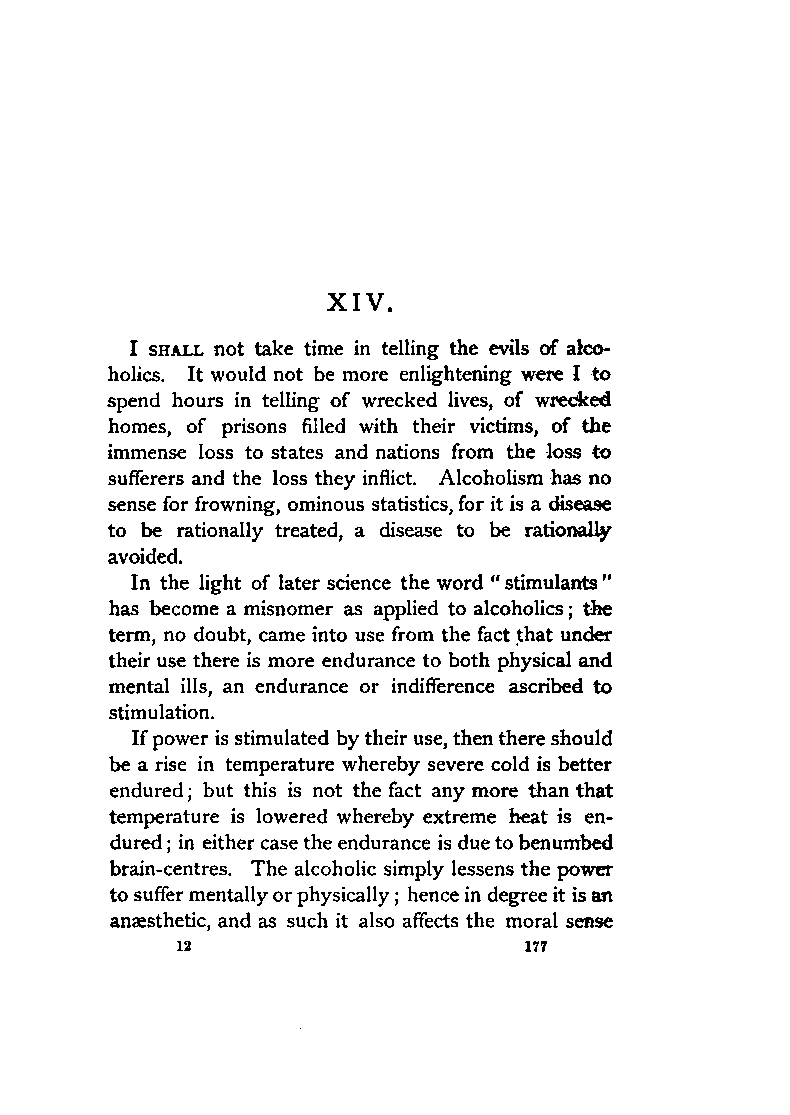 XIV.
I SHALL not take time in telling the evils of alco-
holics. It would not be more enlightening were I to
spend hours in telling of wrecked lives, of wrecked
homes, of prisons filled with their victims, of the
immense loss to states and nations from the loss to
sufferers and the loss they inflict. Alcoholism has no
sense for frowning, ominous statistics, for it is a disease
to be rationally treated, a disease to be rationally
avoided.
In the light of later science the word "stimulants"
has become a misnomer as applied to alcoholics; the
term, no doubt, came into use from the fact that under
their use there is more endurance to both physical and
mental ills, an endurance or indifference ascribed to
stimulation.
If power is stimulated by their use, then there should
be a rise in temperature whereby severe cold is better
endured; but this is not the fact any more than that
temperature is lowered whereby extreme heat is en-
dured; in either case the endurance is due to benumbed
brain-centres. The alcoholic simply lessens the power
to suffer mentally or physically; hence in degree it is an
anæsthetic, and as such it also affects the moral sense
12 177